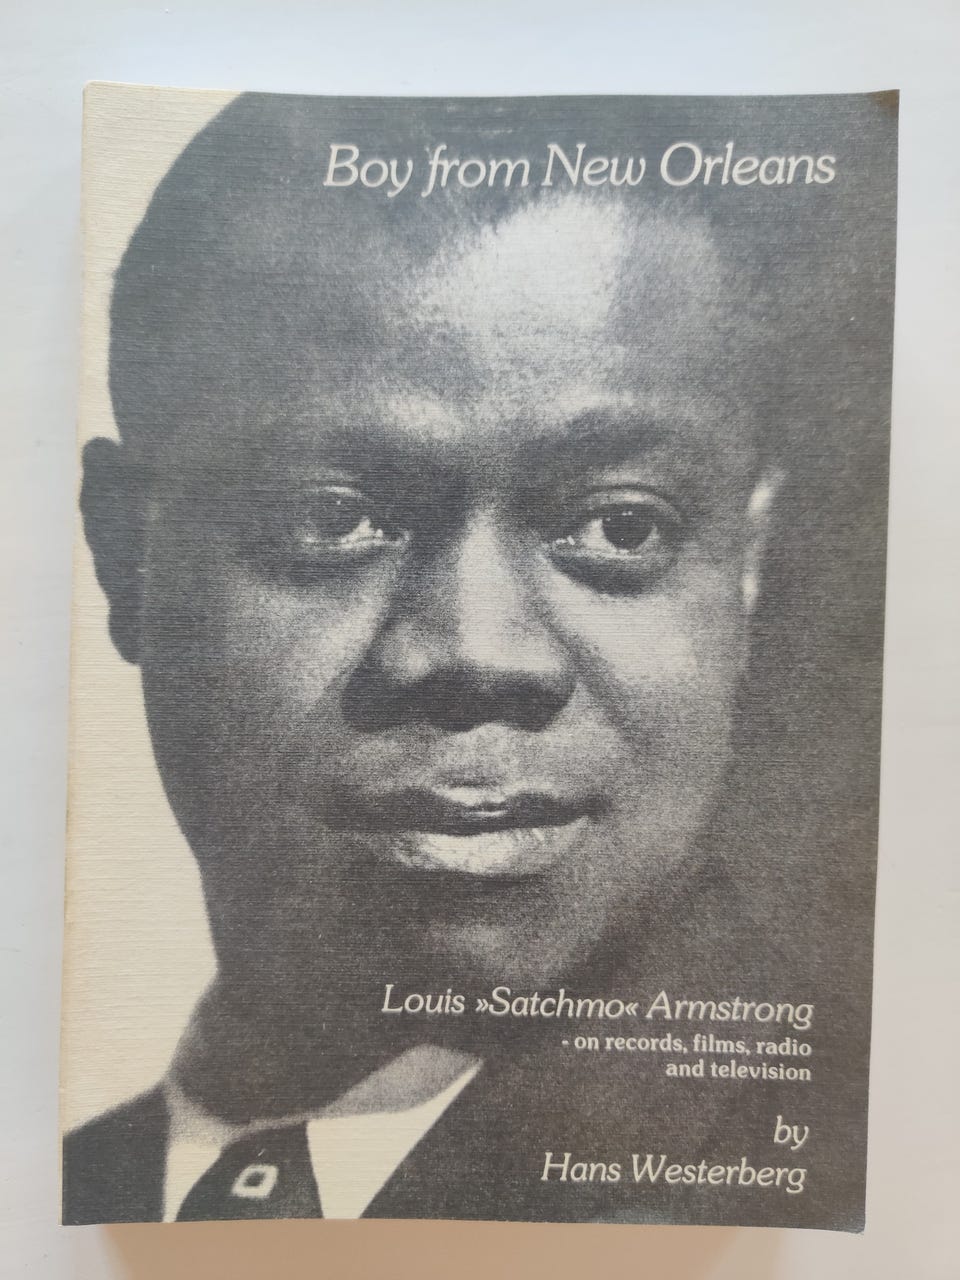 Boy from New Orleans
Louis »Satchmo« Armstrong
- on records, films, radio
and television
by
Hans Westerberg